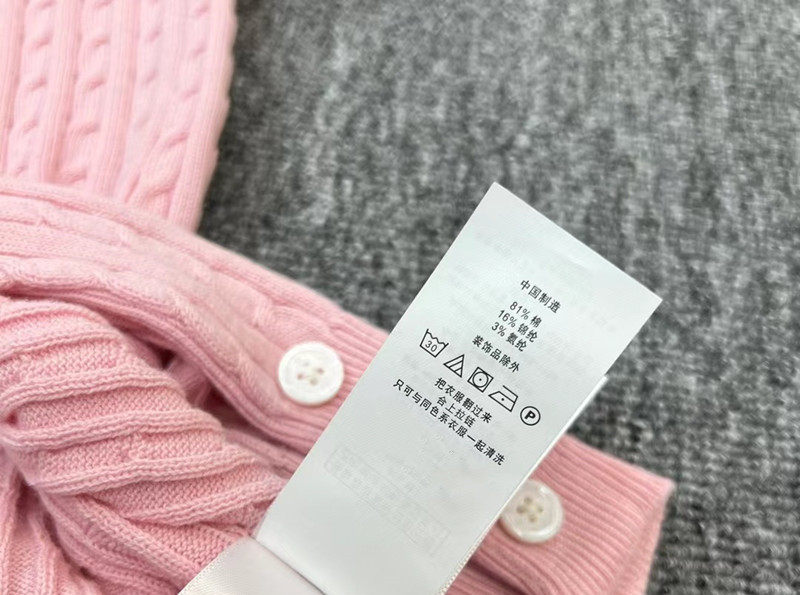 中国制造
81% 棉
16% 锦纶
3% 氨纶
装饰品除外
30
P
把衣服翻过来
合上拉链
只可与同色系衣服一起清洗